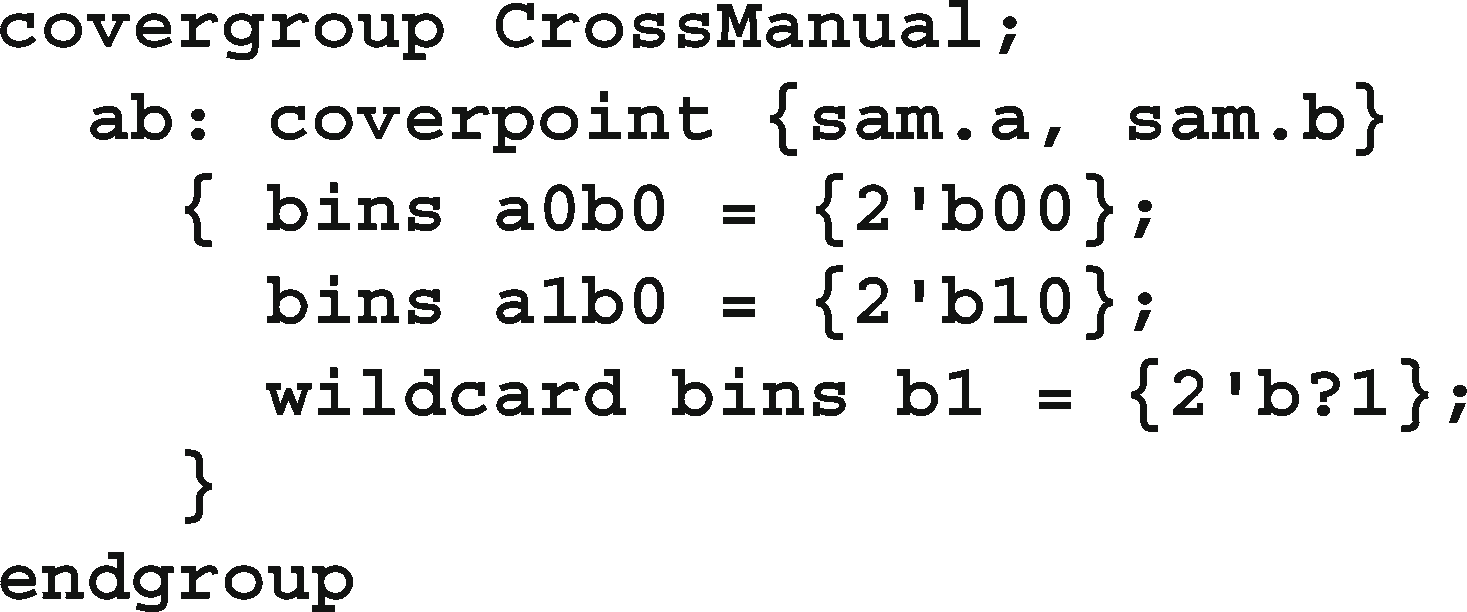 covergroup CrossManual;
  ab: coverpoint {sam.a, sam.b}
    { bins a0b0 = {2'b00};
      bins a1b0 = {2'b10};
      wildcard bins b1 = {2'b?1};
    }
endgroup